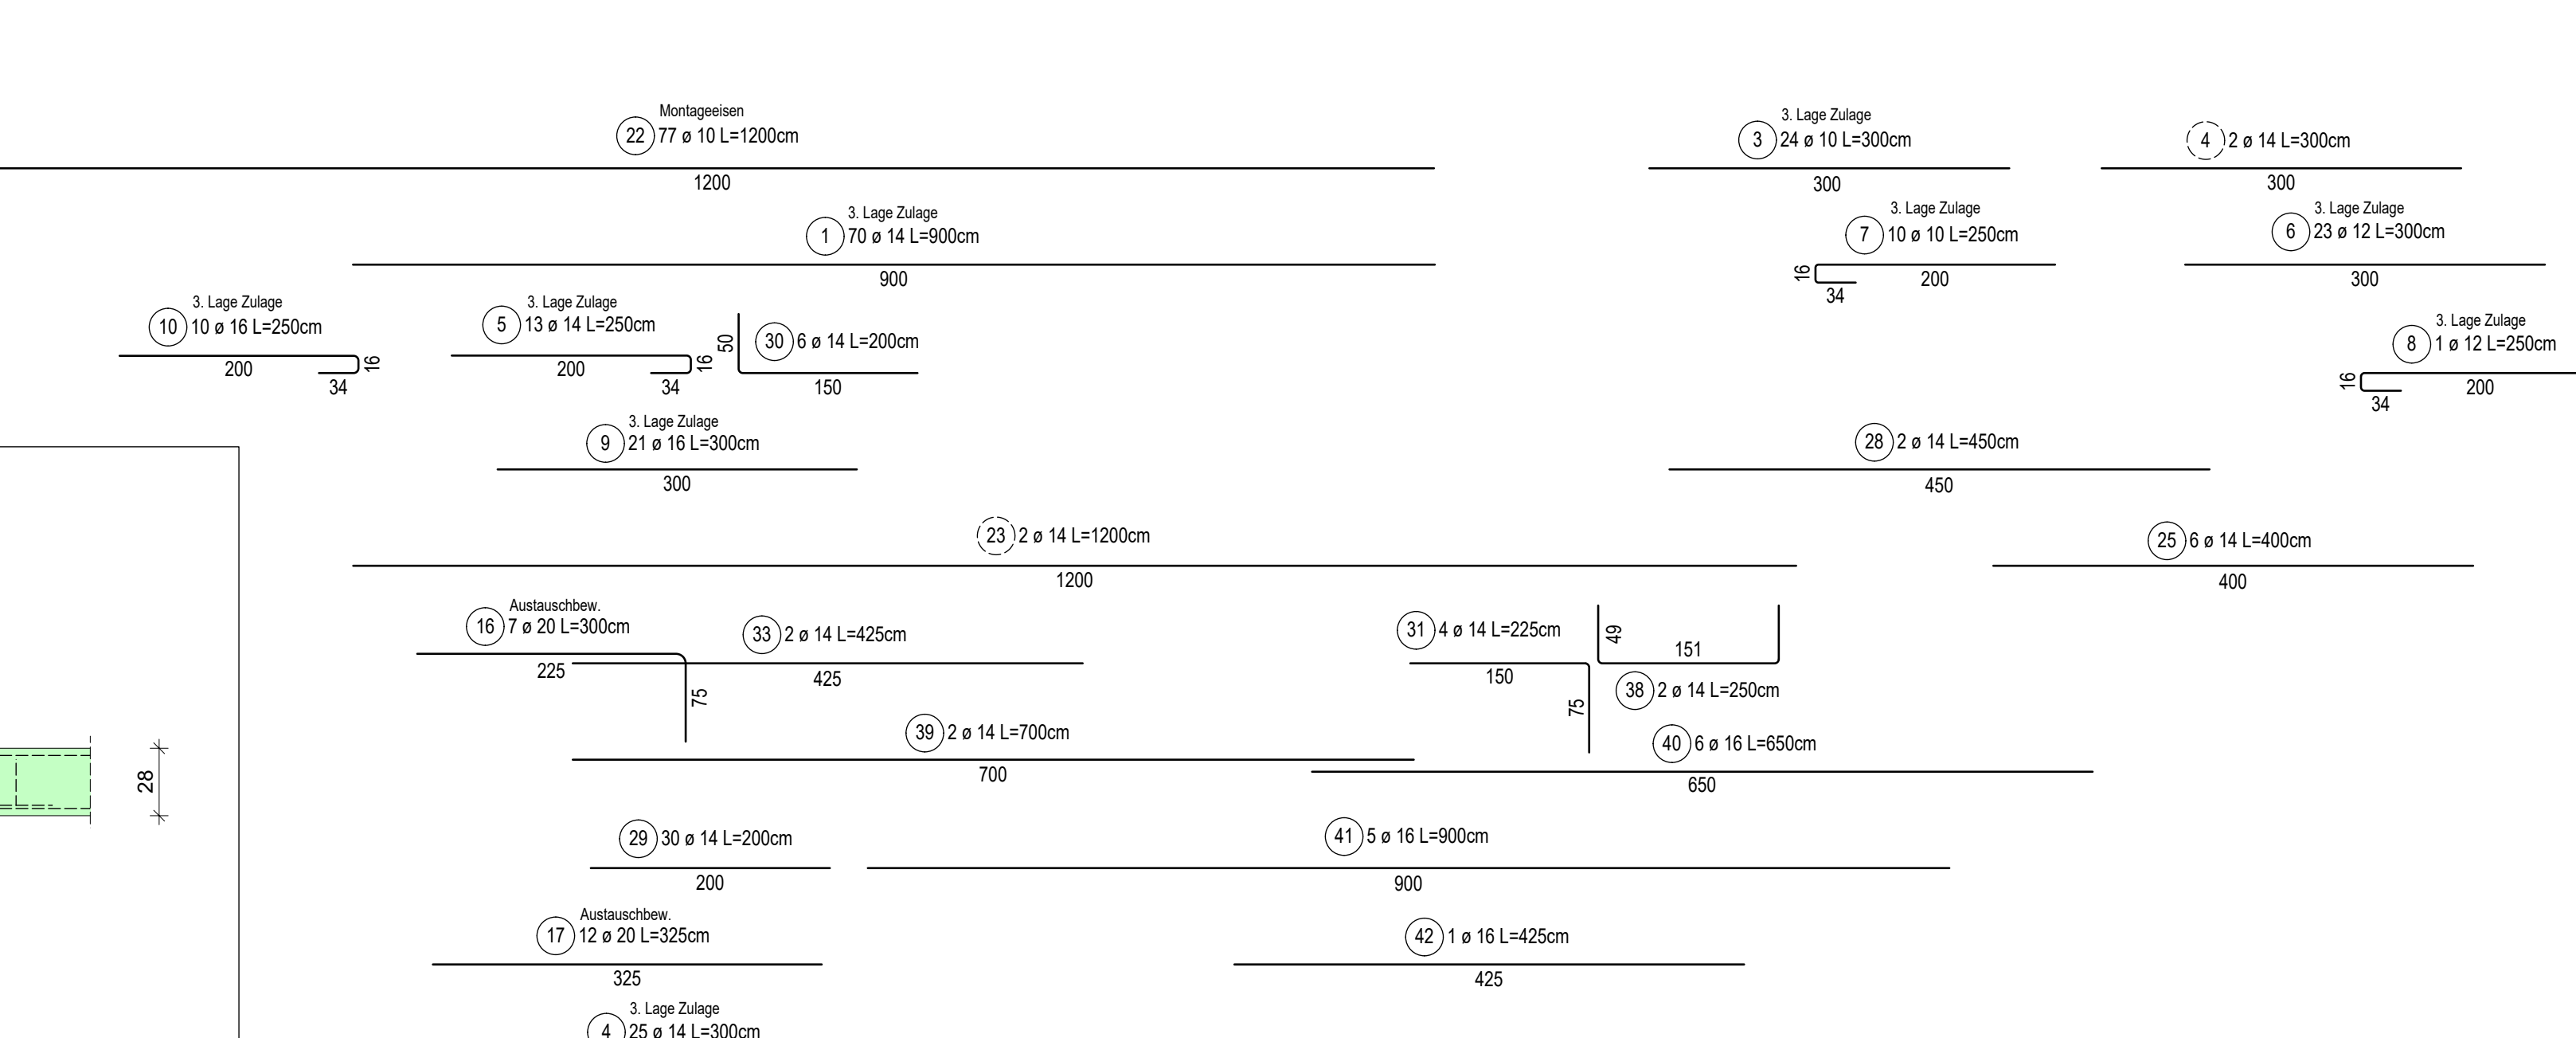 Montageeisen
22 77 ø 10 L=1200cm
1200
3. Lage Zulage
3 24 ø 10 L=300cm
300
4 2 ø 14 L=300cm
300
3. Lage Zulage
1 70 ø 14 L=900cm
900
3. Lage Zulage
7 10 ø 10 L=250cm
16
200
34
3. Lage Zulage
6 23 ø 12 L=300cm
300
3. Lage Zulage
10 10 ø 16 L=250cm
200
16
34
3. Lage Zulage
5 13 ø 14 L=250cm
200
16
34
50
30 6 ø 14 L=200cm
150
3. Lage Zulage
8 1 ø 12 L=250cm
16
200
34
3. Lage Zulage
9 21 ø 16 L=300cm
300
28 2 ø 14 L=450cm
450
23 2 ø 14 L=1200cm
1200
25 6 ø 14 L=400cm
400
Austauschbew.
16 7 ø 20 L=300cm
225
75
33 2 ø 14 L=425cm
425
31 4 ø 14 L=225cm
150
75
49
151
38 2 ø 14 L=250cm
39 2 ø 14 L=700cm
700
40 6 ø 16 L=650cm
650
28
29 30 ø 14 L=200cm
200
41 5 ø 16 L=900cm
900
Austauschbew.
17 12 ø 20 L=325cm
325
42 1 ø 16 L=425cm
425
3. Lage Zulage
4 25 ø 14 L=300cm